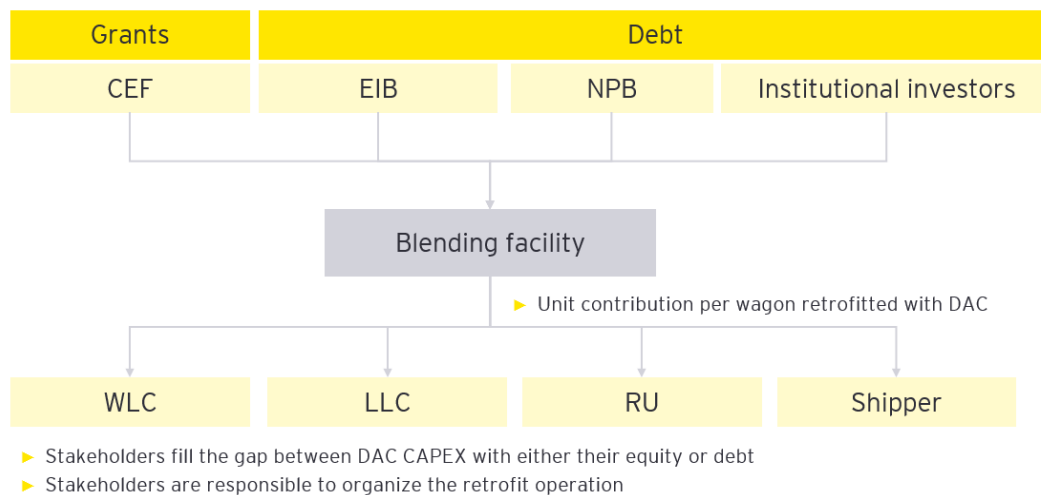 Grants Debt
CEF EIB NPB Institutional investors
Blending facility
► Unit contribution per wagon retrofitted with DAC
WLC LLC RU Shipper
► Stakeholders fill the gap between DAC CAPEX with either their equity or debt
► Stakeholders are responsible to organize the retrofit operation